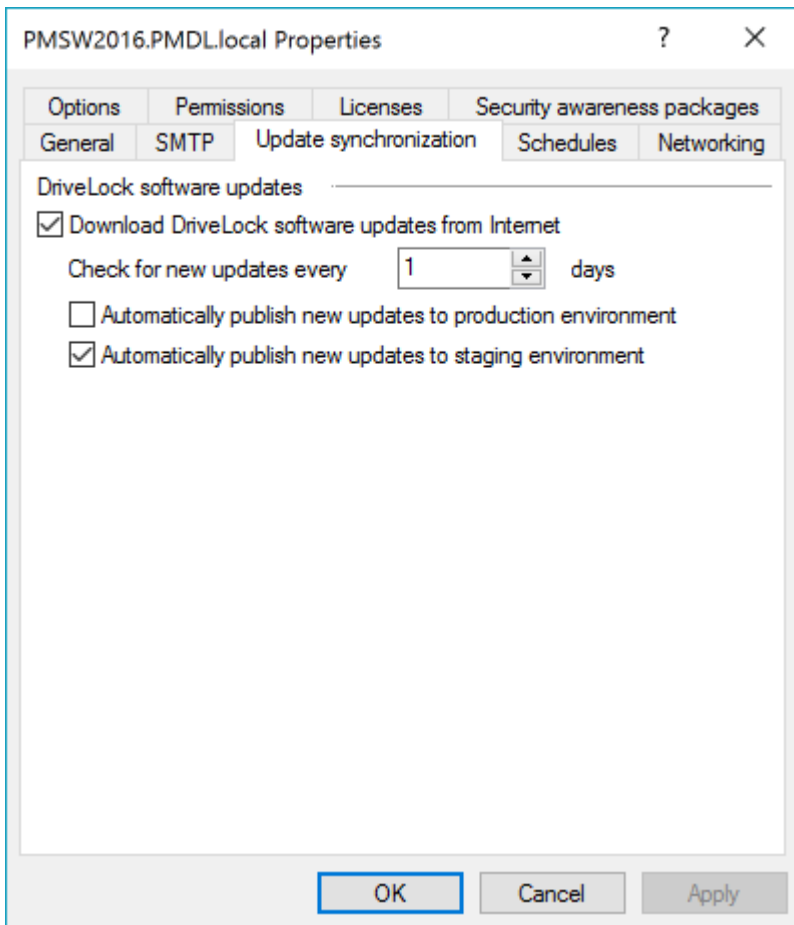 PMSW2016.PMDL.local Properties ?
Options Permissions Licenses Security awareness packages
General SMTP Update synchronization Schedules Networking
DriveLock software updates
Download DriveLock software updates from Internet
Check for new updates every 1 days
Automatically publish new updates to production environment
Automatically publish new updates to staging environment
OK Cancel Apply